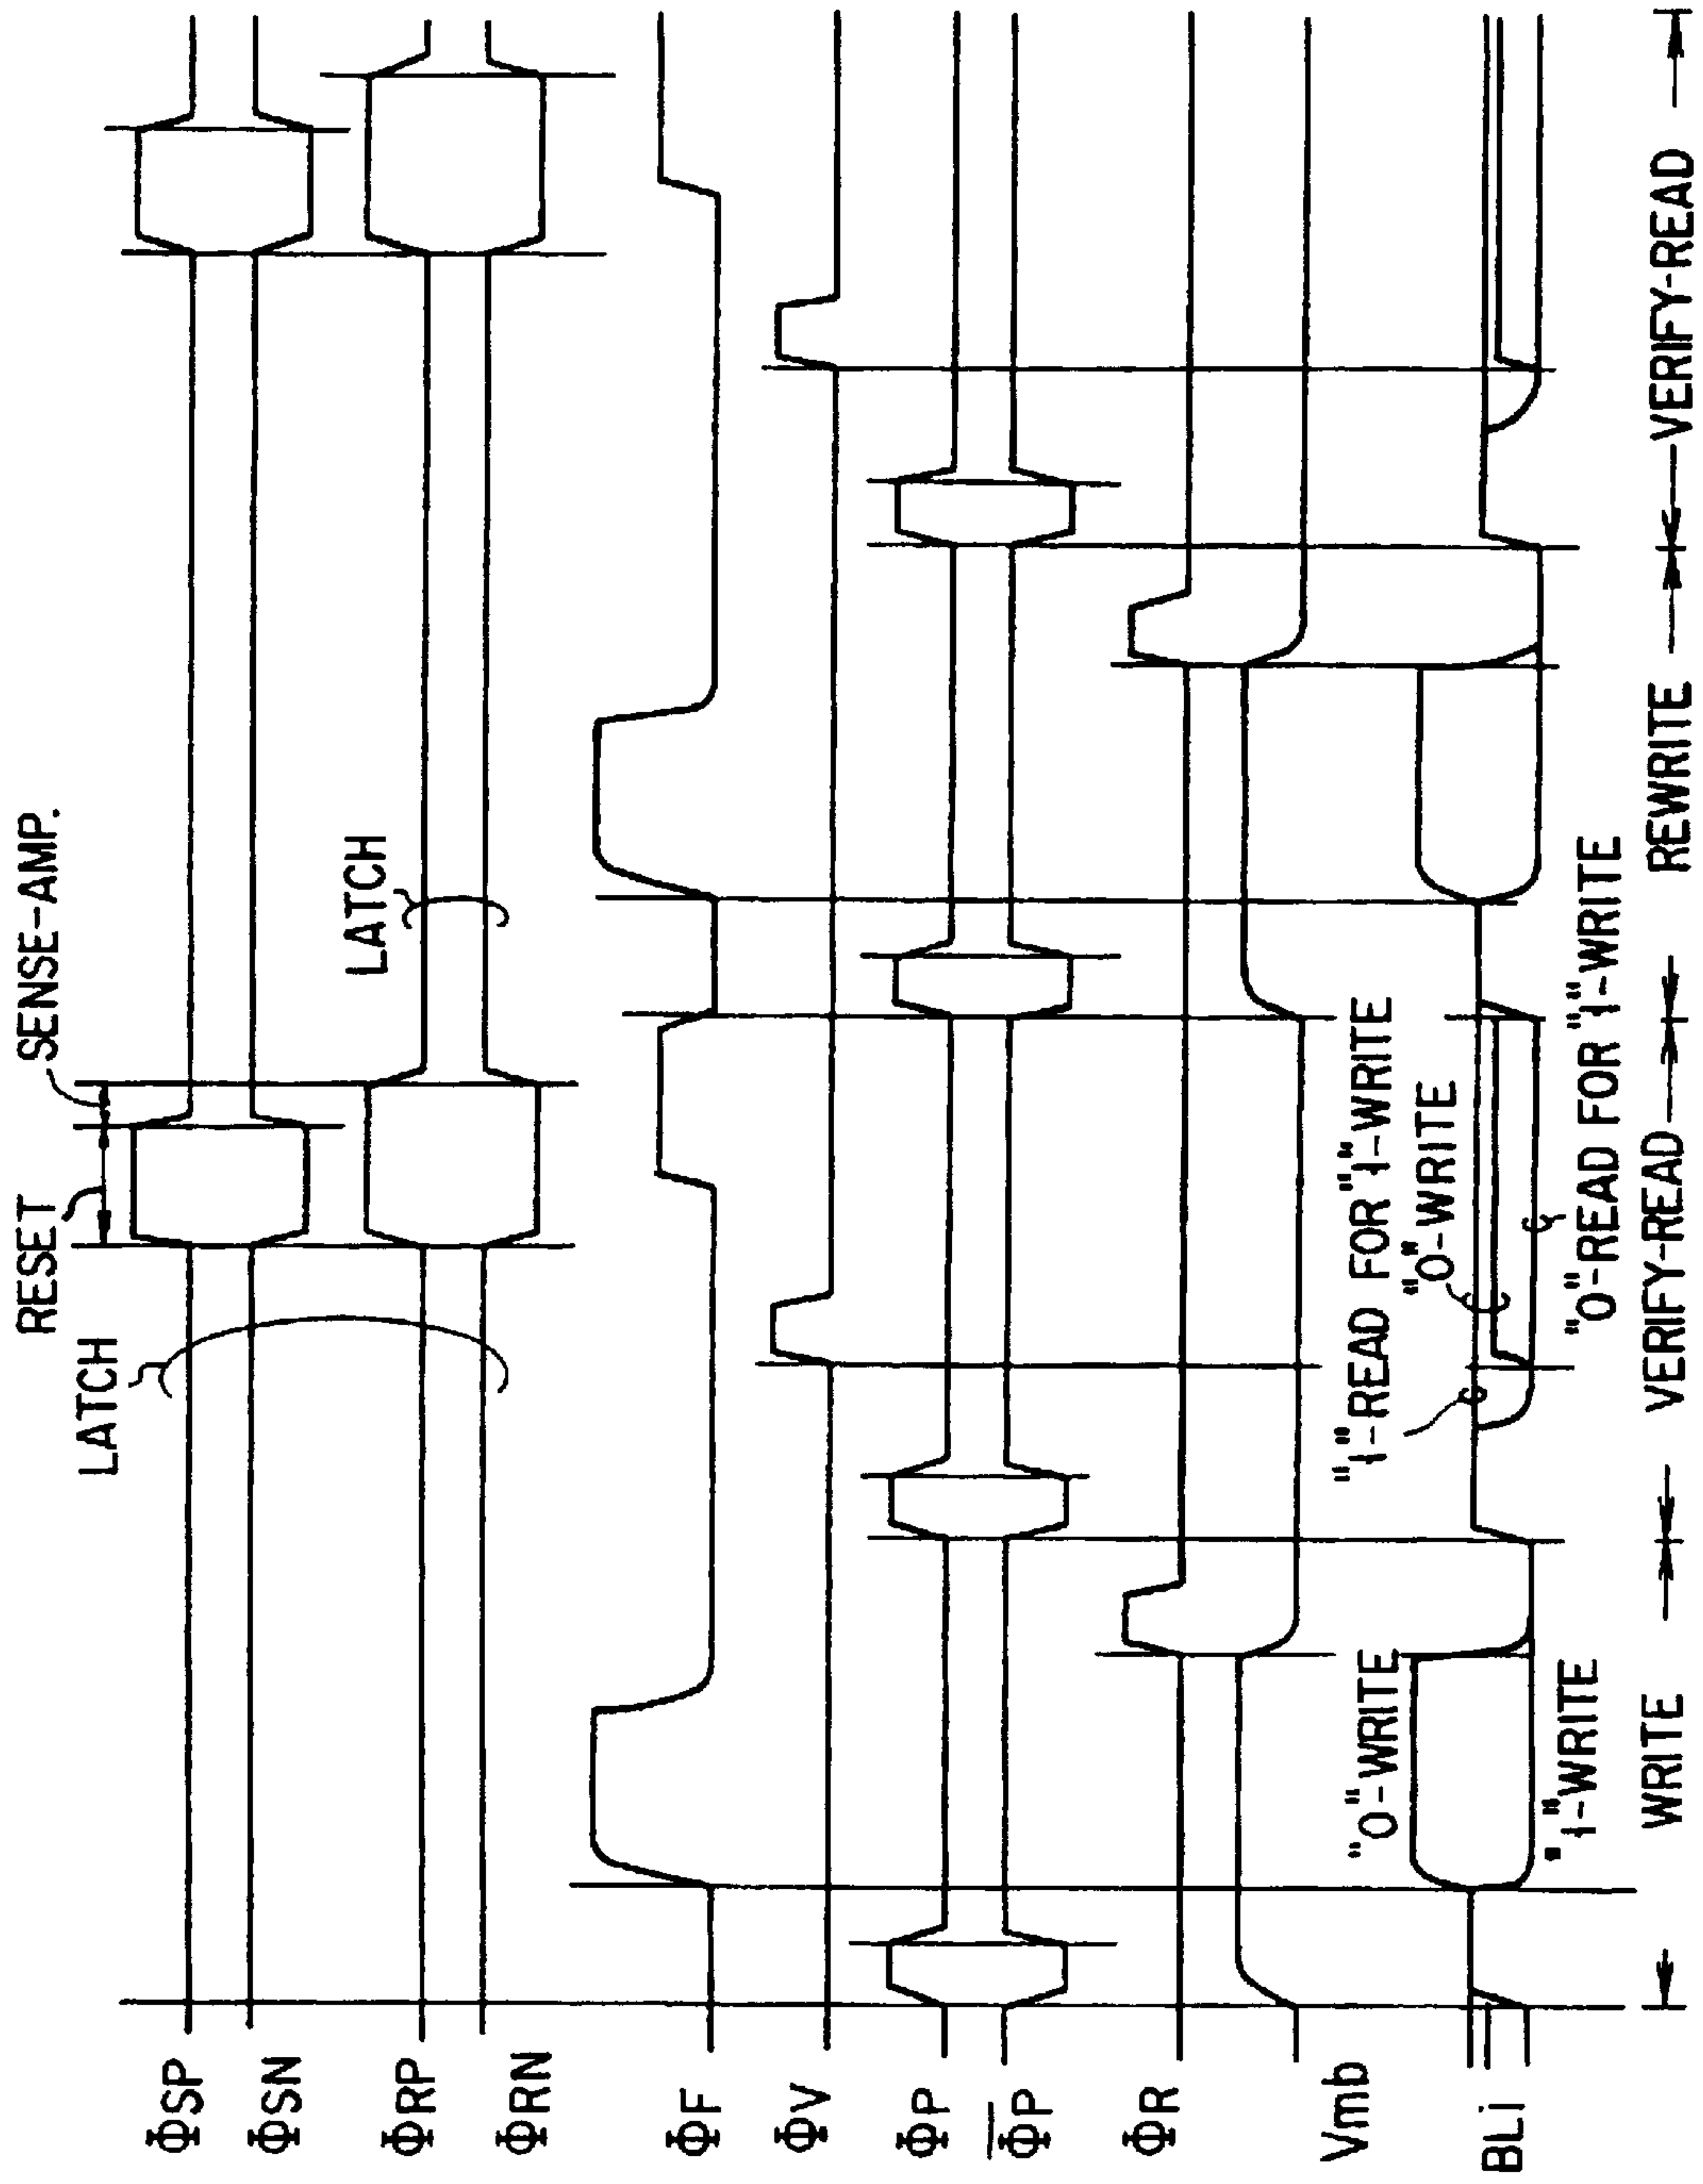 RESET
SENSE-AMP.
LATCH
LATCH
ΦSP
ΦSN
ΦRP
ΦRN
ΦF
ΦV
ΦP
Φ̅P
ΦR
Vmb
BLi
"0"-WRITE
"1"-WRITE
"1"-READ FOR "1"-WRITE
"0"-WRITE
"0"-READ FOR "1"-WRITE
WRITE
VERIFY-READ
REWRITE
VERIFY-READ